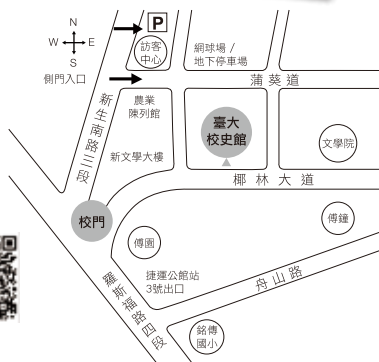 N
W E
S
P
訪客
中心
網球場 /
地下停車場
側門入口
蒲葵道
新生南路三段
農業
陳列館
臺大
校史館
文學院
新文學大樓
椰林大道
校門
傅園
傅鐘
捷運公館站
3號出口
舟山路
羅斯福路四段
銘傳
國小